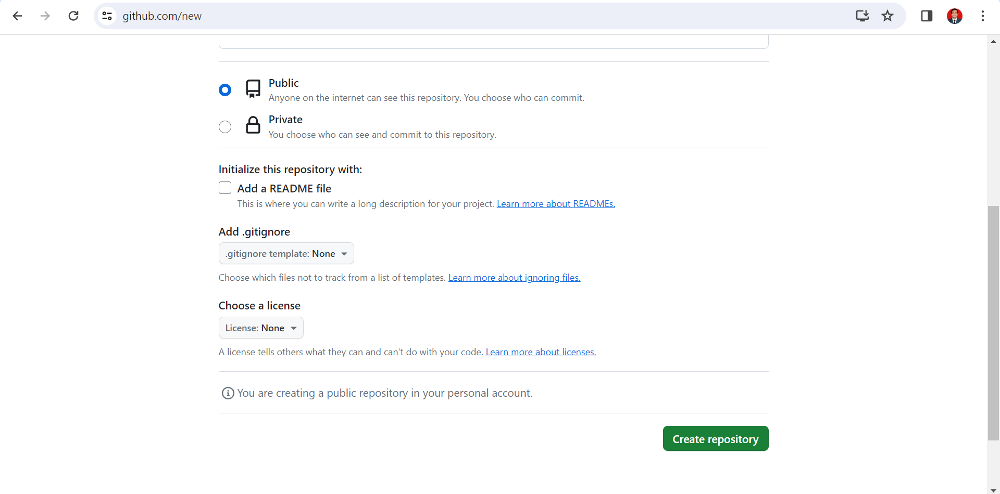 github.com/new
Public
Anyone on the internet can see this repository. You choose who can commit.
Private
You choose who can see and commit to this repository.
Initialize this repository with:
Add a README file
This is where you can write a long description for your project. Learn more about READMEs.
Add .gitignore
.gitignore template: None
Choose which files not to track from a list of templates. Learn more about ignoring files.
Choose a license
License: None
A license tells others what they can and can't do with your code. Learn more about licenses.
You are creating a public repository in your personal account.
Create repository